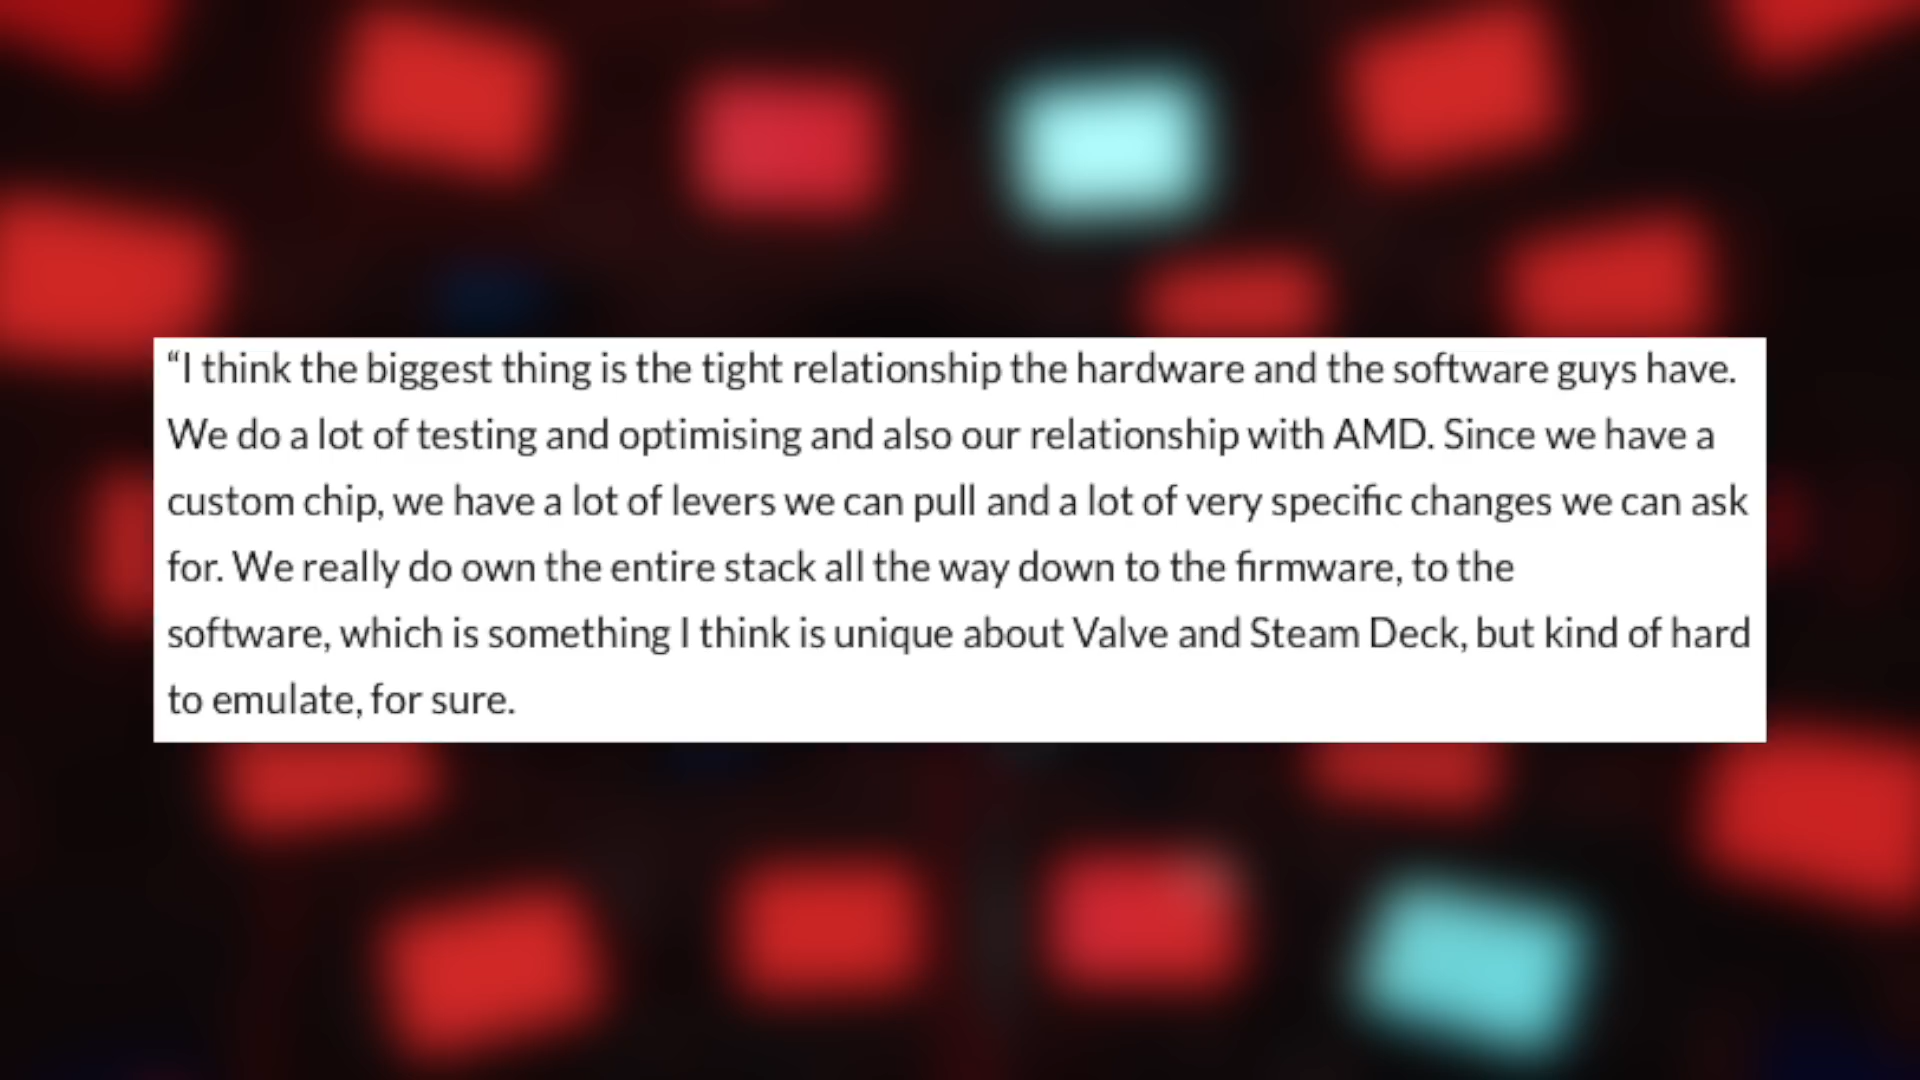 “I think the biggest thing is the tight relationship the hardware and the software guys have.
We do a lot of testing and optimising and also our relationship with AMD. Since we have a
custom chip, we have a lot of levers we can pull and a lot of very specific changes we can ask
for. We really do own the entire stack all the way down to the firmware, to the
software, which is something I think is unique about Valve and Steam Deck, but kind of hard
to emulate, for sure.